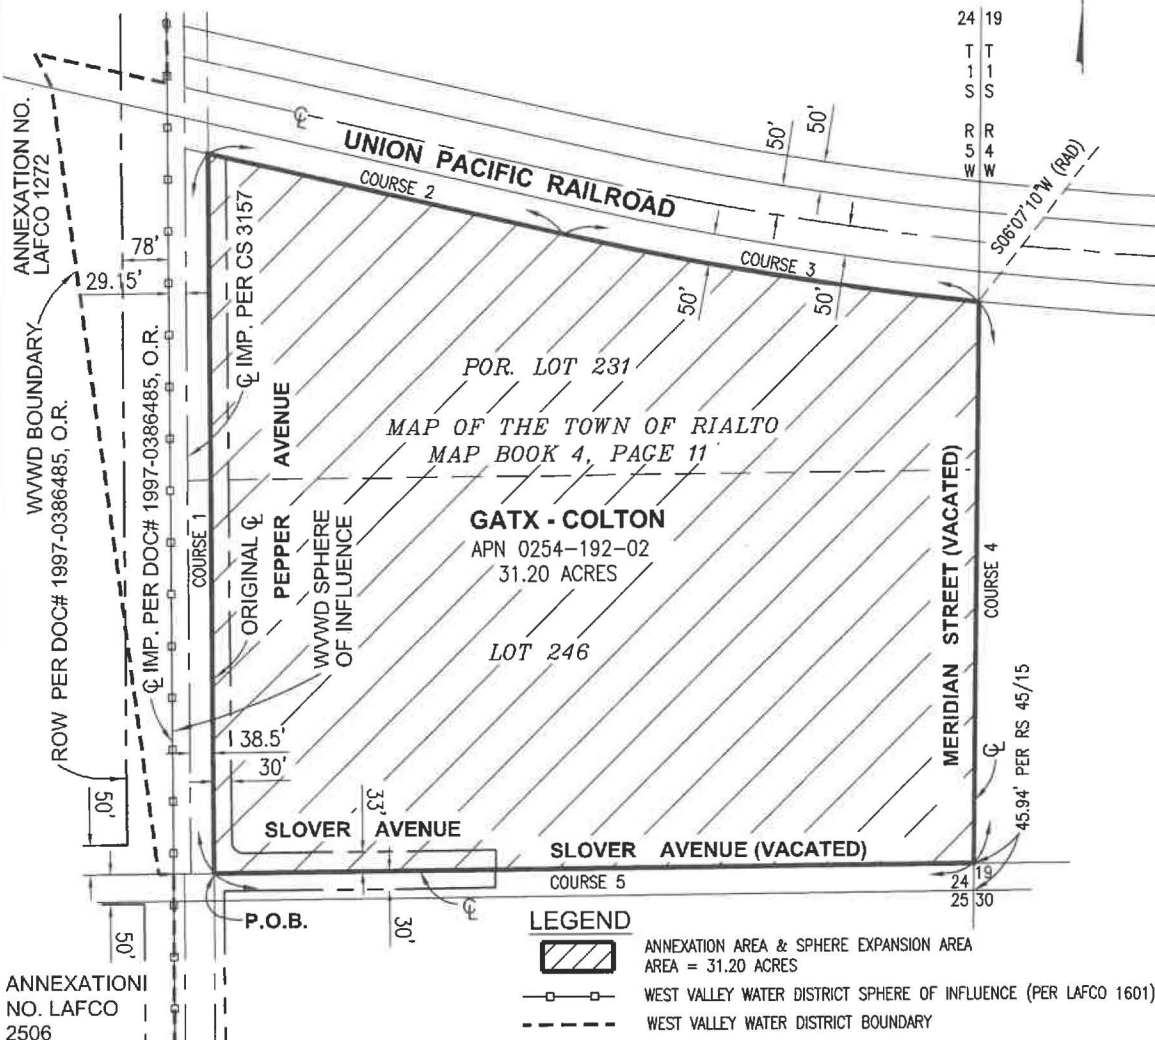 24 19
T1S R5W
T1S R4W
S06°07'10"W (RAD)
50'
50'
℄
UNION PACIFIC RAILROAD
COURSE 2
COURSE 3
50'
50'
ANNEXATION NO.
LAFCO 1272
78'
29.15'
WVWD BOUNDARY
ROW PER DOC# 1997-0386485, O.R.
℄ IMP. PER DOC# 1997-0386485, O.R.
COURSE 1
℄ IMP. PER CS 3157
PEPPER AVENUE
ORIGINAL ℄
WVWD SPHERE
OF INFLUENCE
POR. LOT 231
MAP OF THE TOWN OF RIALTO
MAP BOOK 4, PAGE 11
GATX - COLTON
APN 0254-192-02
31.20 ACRES
LOT 246
MERIDIAN STREET (VACATED)
COURSE 4
℄
45.94' PER RS 45/15
38.5'
30'
50'
33'
SLOVER AVENUE
SLOVER AVENUE (VACATED)
COURSE 5
24 19
25 30
℄
P.O.B.
30'
50'
ANNEXATION
NO. LAFCO
2506
LEGEND
ANNEXATION AREA & SPHERE EXPANSION AREA
AREA = 31.20 ACRES
WEST VALLEY WATER DISTRICT SPHERE OF INFLUENCE (PER LAFCO 1601)
WEST VALLEY WATER DISTRICT BOUNDARY